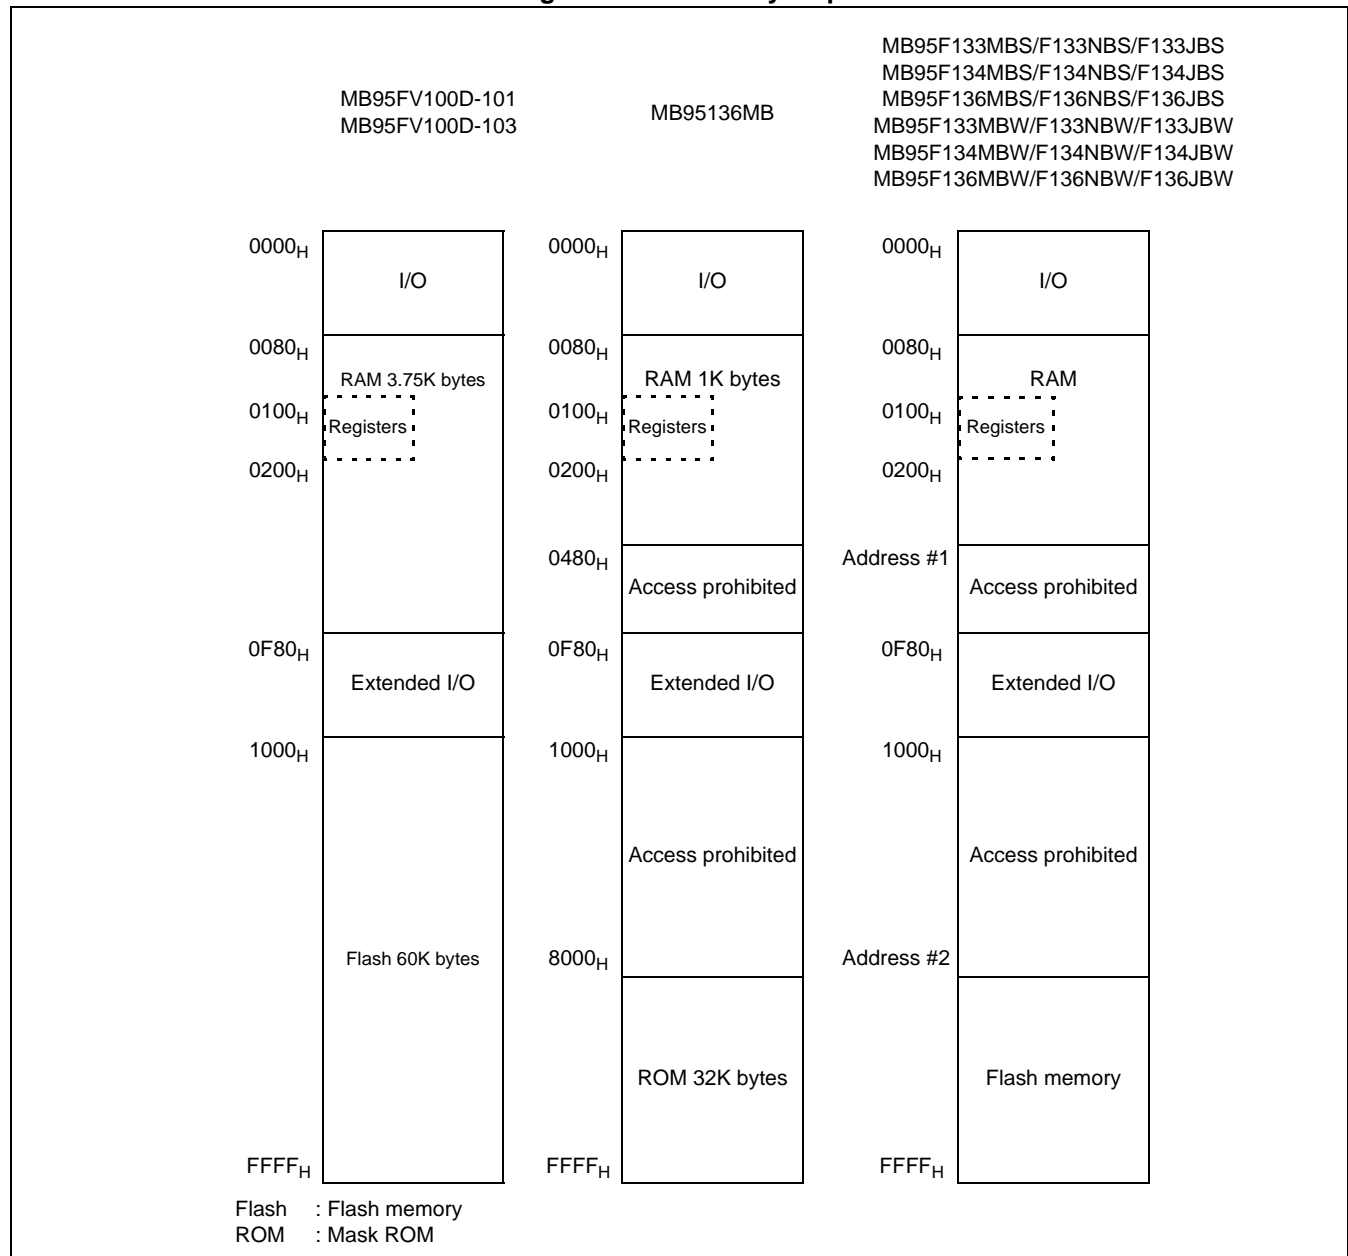 MB95FV100D-101
MB95FV100D-103
MB95136MB
MB95F133MBS/F133NBS/F133JBS
MB95F134MBS/F134NBS/F134JBS
MB95F136MBS/F136NBS/F136JBS
MB95F133MBW/F133NBW/F133JBW
MB95F134MBW/F134NBW/F134JBW
MB95F136MBW/F136NBW/F136JBW
0000H
I/O
0080H
RAM 3.75K bytes
0100H
Registers
0200H
0F80H
Extended I/O
1000H
Flash 60K bytes
FFFFH
0000H
I/O
0080H
RAM 1K bytes
0100H
Registers
0200H
0480H
Access prohibited
0F80H
Extended I/O
1000H
Access prohibited
8000H
ROM 32K bytes
FFFFH
0000H
I/O
0080H
RAM
0100H
Registers
0200H
Address #1
Access prohibited
0F80H
Extended I/O
1000H
Access prohibited
Address #2
Flash memory
FFFFH
Flash : Flash memory
ROM : Mask ROM